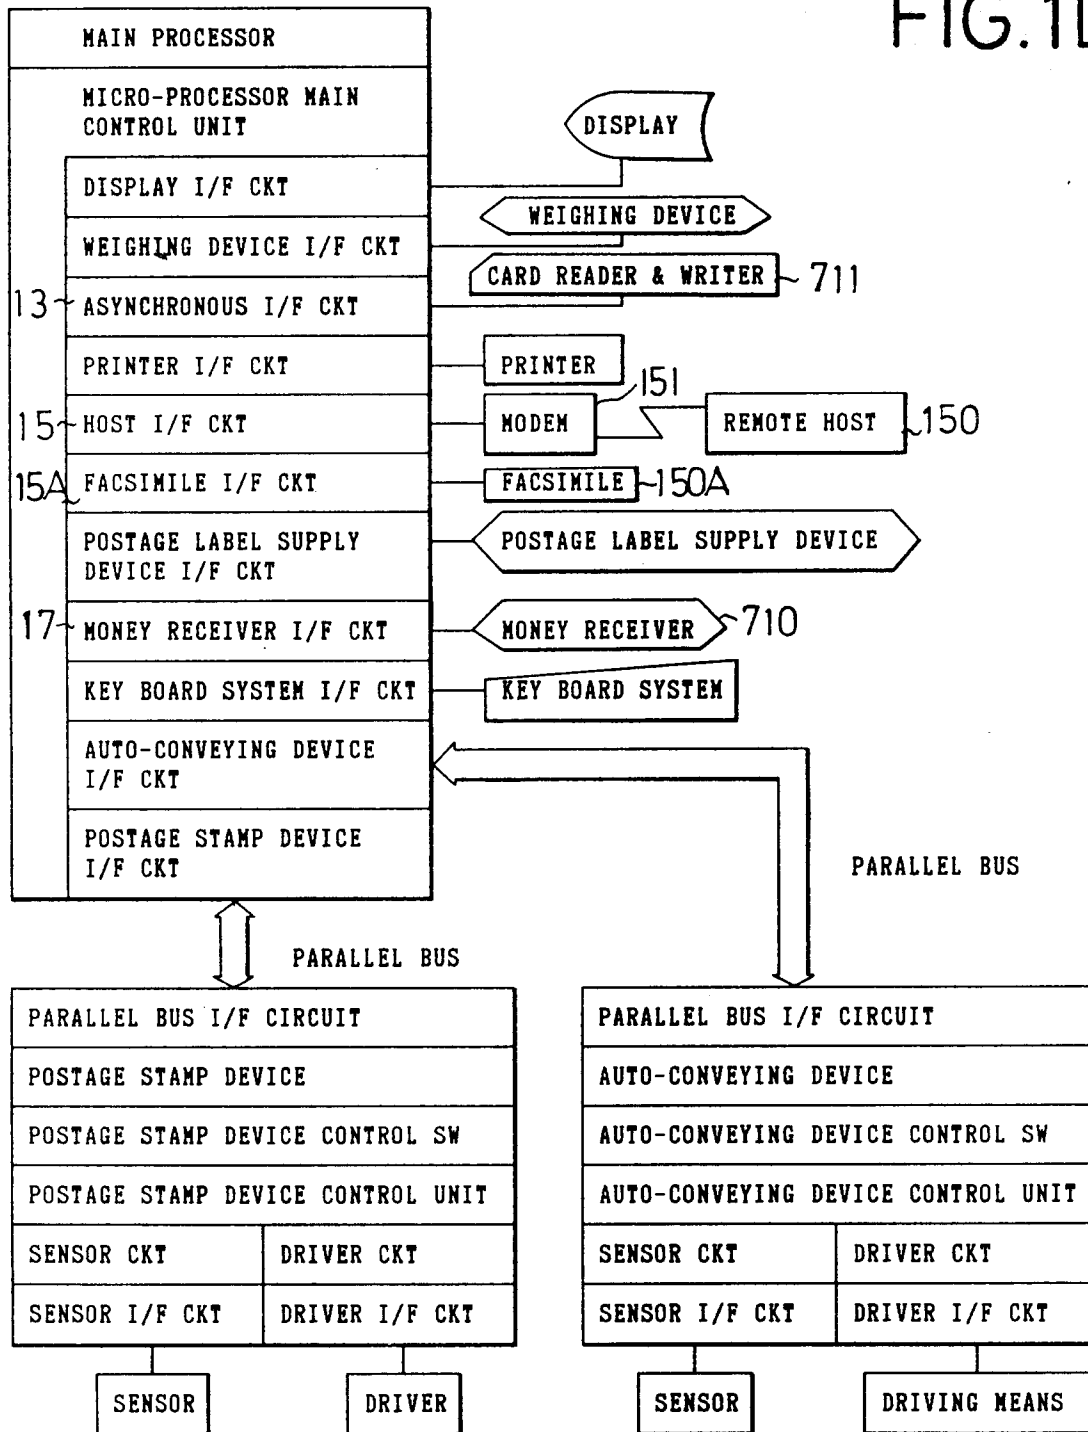 FIG.1
MAIN PROCESSOR
MICRO-PROCESSOR MAIN
CONTROL UNIT
DISPLAY
DISPLAY I/F CKT
WEIGHING DEVICE
WEIGHING DEVICE I/F CKT
CARD READER & WRITER
711
13
ASYNCHRONOUS I/F CKT
PRINTER I/F CKT
PRINTER
151
15
HOST I/F CKT
MODEM
REMOTE HOST
150
15A
FACSIMILE I/F CKT
FACSIMILE
150A
POSTAGE LABEL SUPPLY
DEVICE I/F CKT
POSTAGE LABEL SUPPLY DEVICE
17
MONEY RECEIVER I/F CKT
MONEY RECEIVER
710
KEY BOARD SYSTEM I/F CKT
KEY BOARD SYSTEM
AUTO-CONVEYING DEVICE
I/F CKT
POSTAGE STAMP DEVICE
I/F CKT
PARALLEL BUS
PARALLEL BUS
PARALLEL BUS I/F CIRCUIT
POSTAGE STAMP DEVICE
POSTAGE STAMP DEVICE CONTROL SW
POSTAGE STAMP DEVICE CONTROL UNIT
SENSOR CKT
DRIVER CKT
SENSOR I/F CKT
DRIVER I/F CKT
SENSOR
DRIVER
PARALLEL BUS I/F CIRCUIT
AUTO-CONVEYING DEVICE
AUTO-CONVEYING DEVICE CONTROL SW
AUTO-CONVEYING DEVICE CONTROL UNIT
SENSOR CKT
DRIVER CKT
SENSOR I/F CKT
DRIVER I/F CKT
SENSOR
DRIVING MEANS